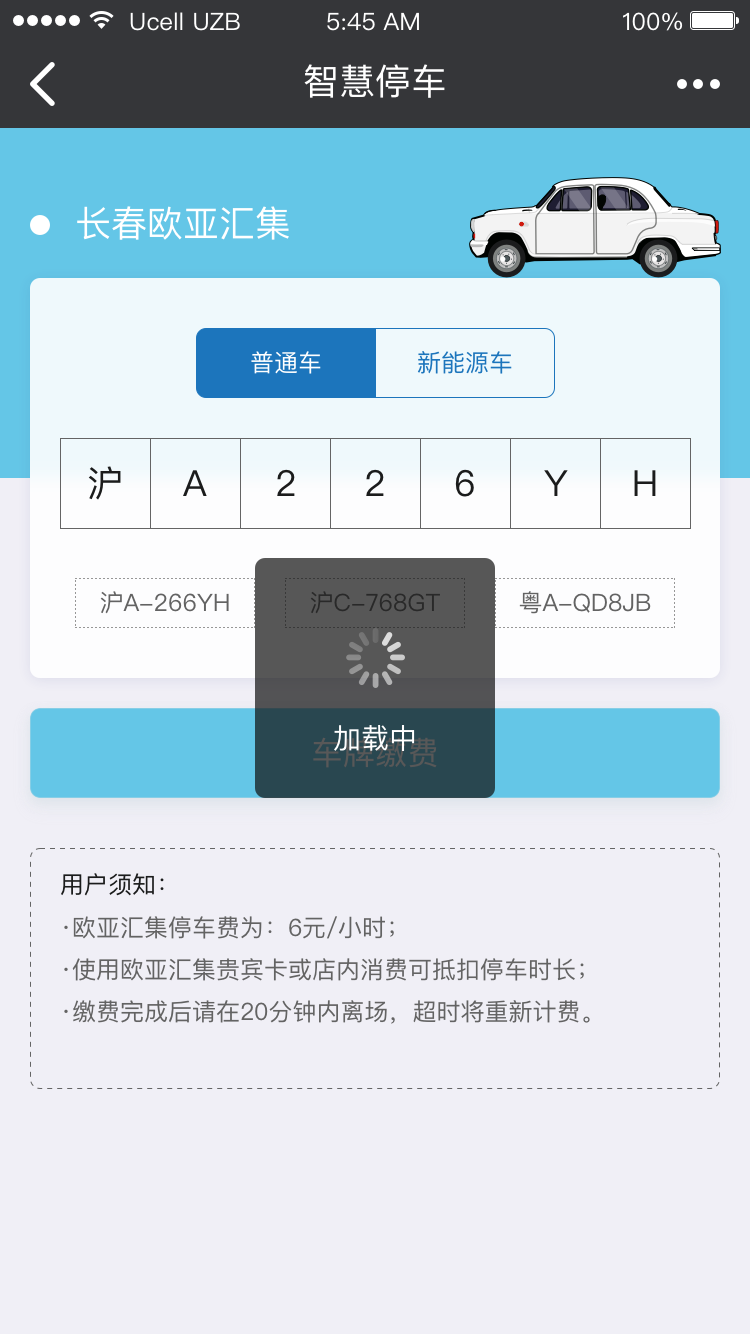 Ucell UZB 5:45 AM 100%
智慧停车
长春欧亚汇集
普通车 新能源车
沪 A 2 2 6 Y H
沪A-266YH 沪C-768GT 粤A-QD8JB
加载中
车牌缴费
用户须知：
·欧亚汇集停车费为：6元/小时；
·使用欧亚汇集贵宾卡或店内消费可抵扣停车时长；
·缴费完成后请在20分钟内离场，超时将重新计费。